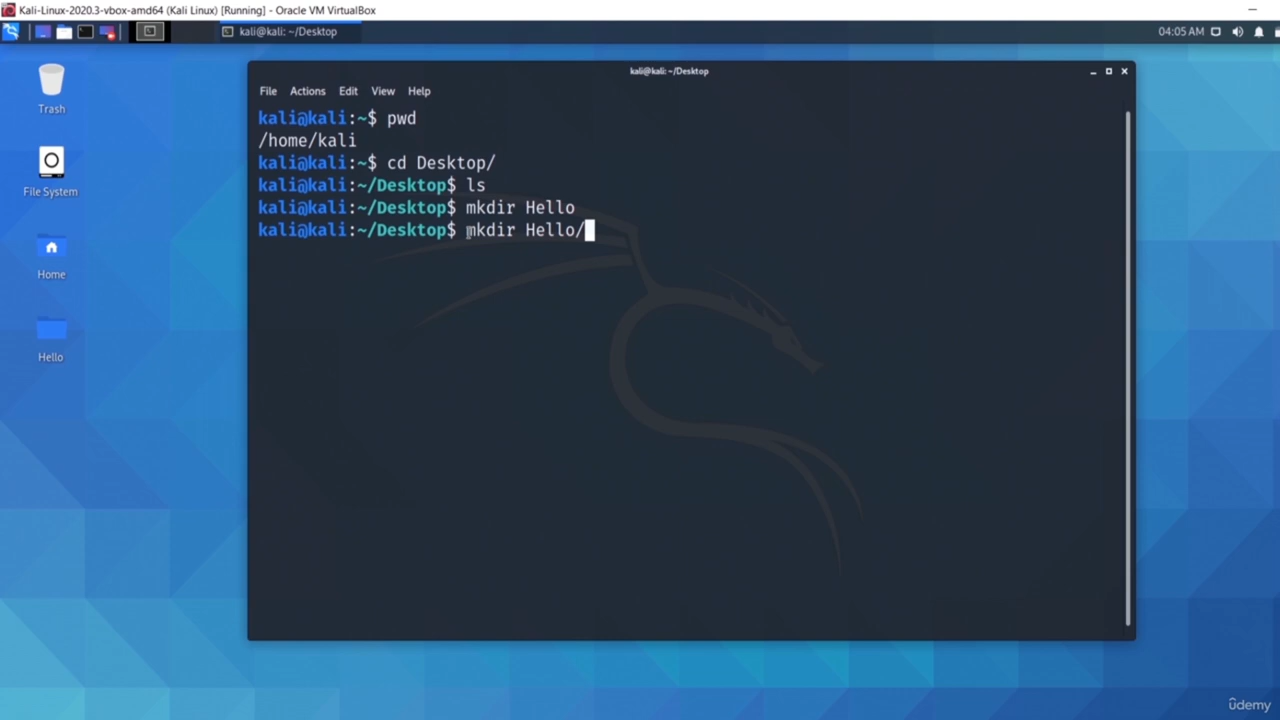 Kali-Linux-2020.3-vbox-amd64 (Kali Linux) [Running] - Oracle VM VirtualBox
kali@kali: ~/Desktop
04:05 AM
kali@kali: ~/Desktop
File Actions Edit View Help
kali@kali:~$ pwd
/home/kali
kali@kali:~$ cd Desktop/
kali@kali:~/Desktop$ ls
kali@kali:~/Desktop$ mkdir Hello
kali@kali:~/Desktop$ mkdir Hello/
Trash
File System
Home
Hello
ûdemy